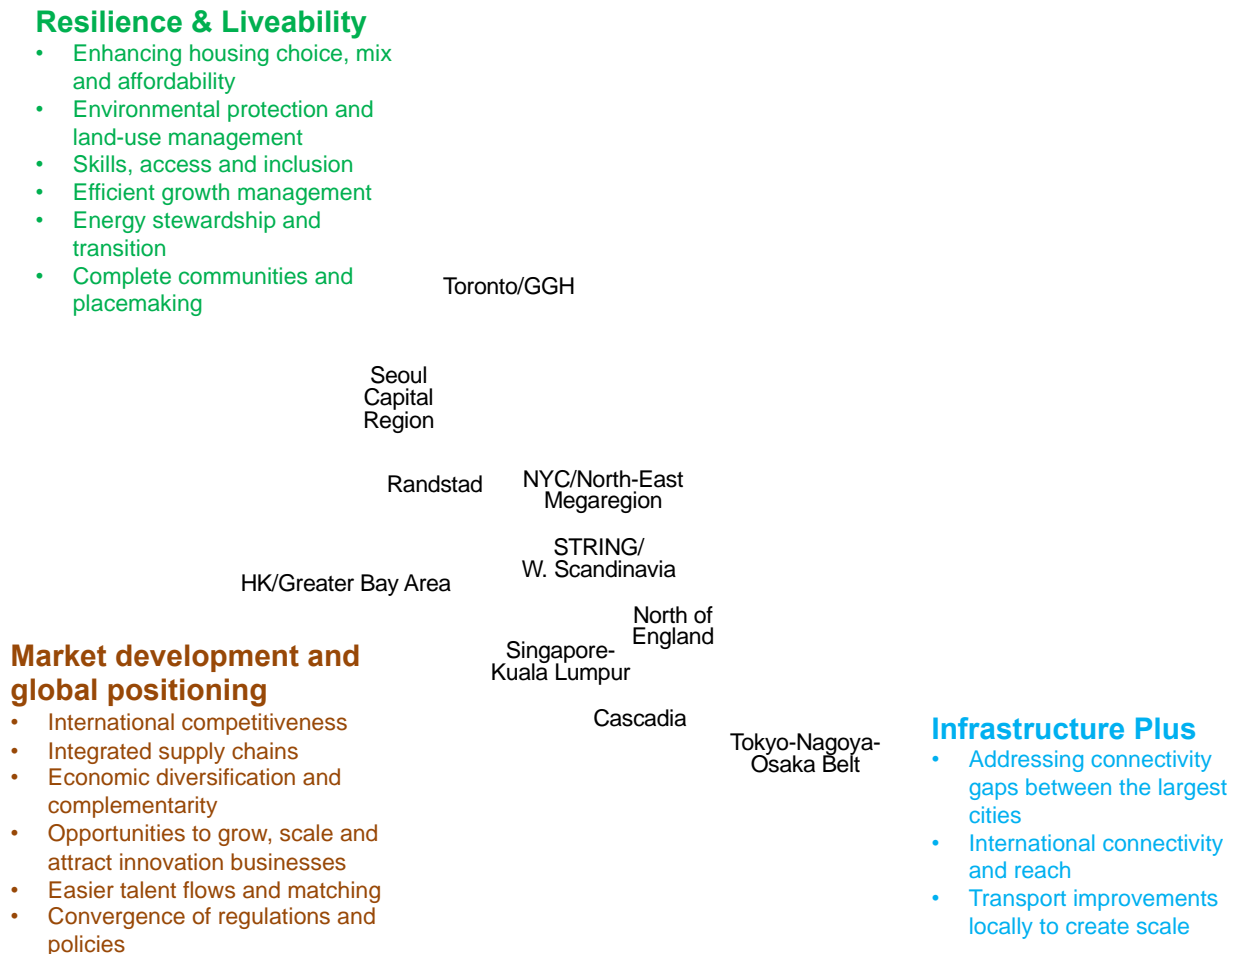 Resilience & Liveability
• Enhancing housing choice, mix
and affordability
• Environmental protection and
land-use management
• Skills, access and inclusion
• Efficient growth management
• Energy stewardship and
transition
• Complete communities and
placemaking
Toronto/GGH
Seoul
Capital
Region
Randstad
NYC/North-East
Megaregion
STRING/
W. Scandinavia
HK/Greater Bay Area
North of
England
Singapore-
Kuala Lumpur
Cascadia
Tokyo-Nagoya-
Osaka Belt
Market development and
global positioning
• International competitiveness
• Integrated supply chains
• Economic diversification and
complementarity
• Opportunities to grow, scale and
attract innovation businesses
• Easier talent flows and matching
• Convergence of regulations and
policies
Infrastructure Plus
• Addressing connectivity
gaps between the largest
cities
• International connectivity
and reach
• Transport improvements
locally to create scale